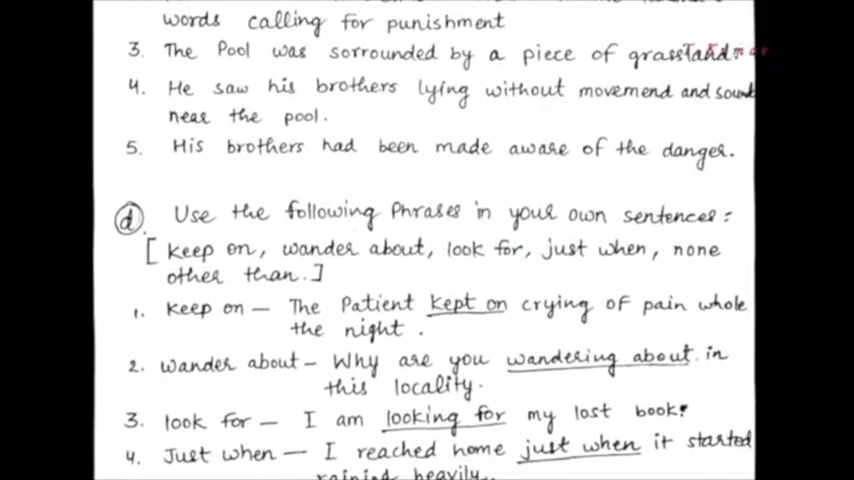 words calling for punishment
3. The Pool was sorrounded by a piece of grassland.
4. He saw his brothers lying without movemend and sound
near the pool.
5. His brothers had been made aware of the danger.
(d) Use the following Phrases in your own sentences:
[keep on, wander about, look for, just when, none
other than.]
1. keep on — The Patient kept on crying of pain whole
the night.
2. wander about — Why are you wandering about in
this locality.
3. look for — I am looking for my lost book.
4. Just when — I reached home just when it started
raining heavily.